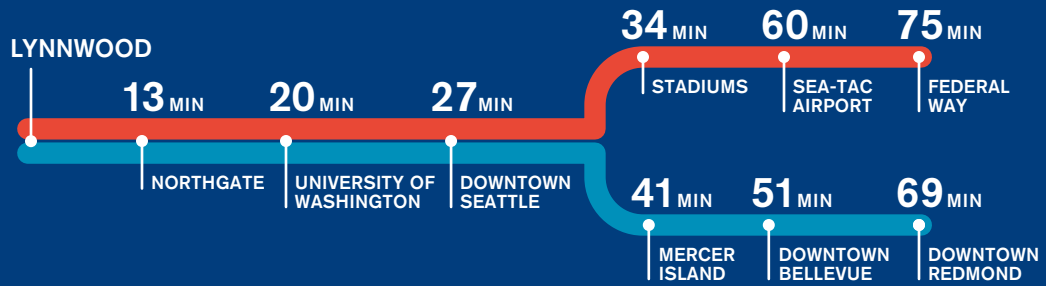 LYNNWOOD
13 MIN
NORTHGATE
20 MIN
UNIVERSITY OF
WASHINGTON
27 MIN
DOWNTOWN
SEATTLE
34 MIN
STADIUMS
60 MIN
SEA-TAC
AIRPORT
75 MIN
FEDERAL
WAY
41 MIN
MERCER
ISLAND
51 MIN
DOWNTOWN
BELLEVUE
69 MIN
DOWNTOWN
REDMOND